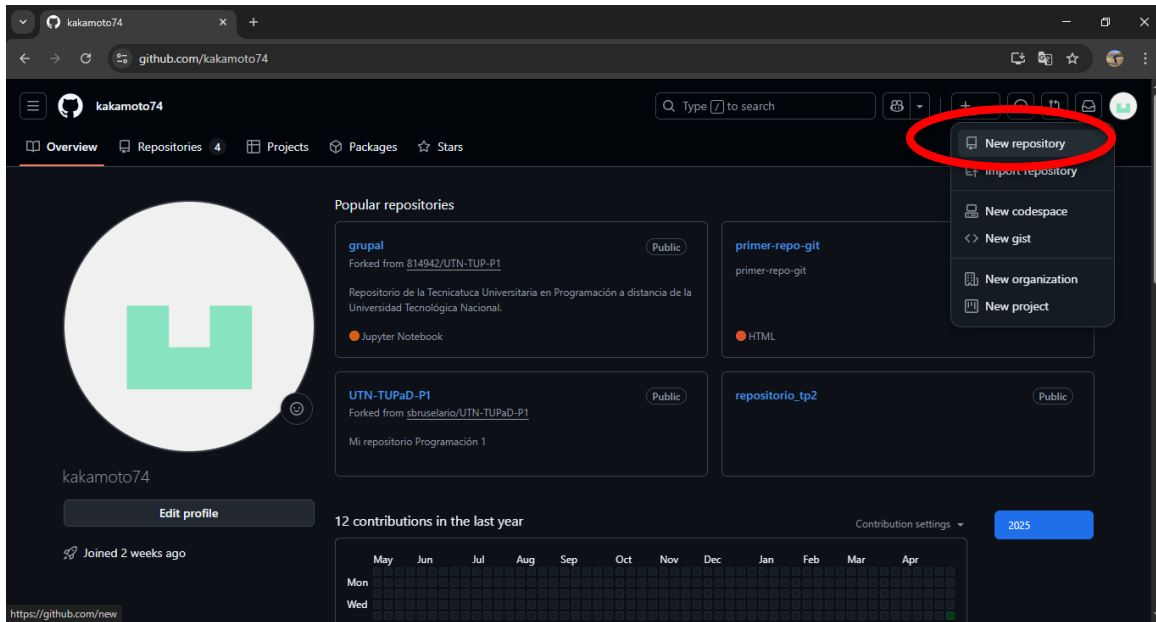 kakamoto74
github.com/kakamoto74
kakamoto74
Type / to search
Overview
Repositories 4
Projects
Packages
Stars
New repository
Import repository
New codespace
New gist
New organization
New project
Popular repositories
grupal
Public
Forked from 814942/UTN-TUP-P1
Repositorio de la Tecnicatuca Universitaria en Programación a distancia de la
Universidad Tecnológica Nacional.
Jupyter Notebook
primer-repo-git
primer-repo-git
HTML
UTN-TUPaD-P1
Public
Forked from sbruselario/UTN-TUPaD-P1
Mi repositorio Programación 1
repositorio_tp2
Public
kakamoto74
Edit profile
Joined 2 weeks ago
12 contributions in the last year
Contribution settings
2025
May Jun Jul Aug Sep Oct Nov Dec Jan Feb Mar Apr
Mon
Wed
https://github.com/new